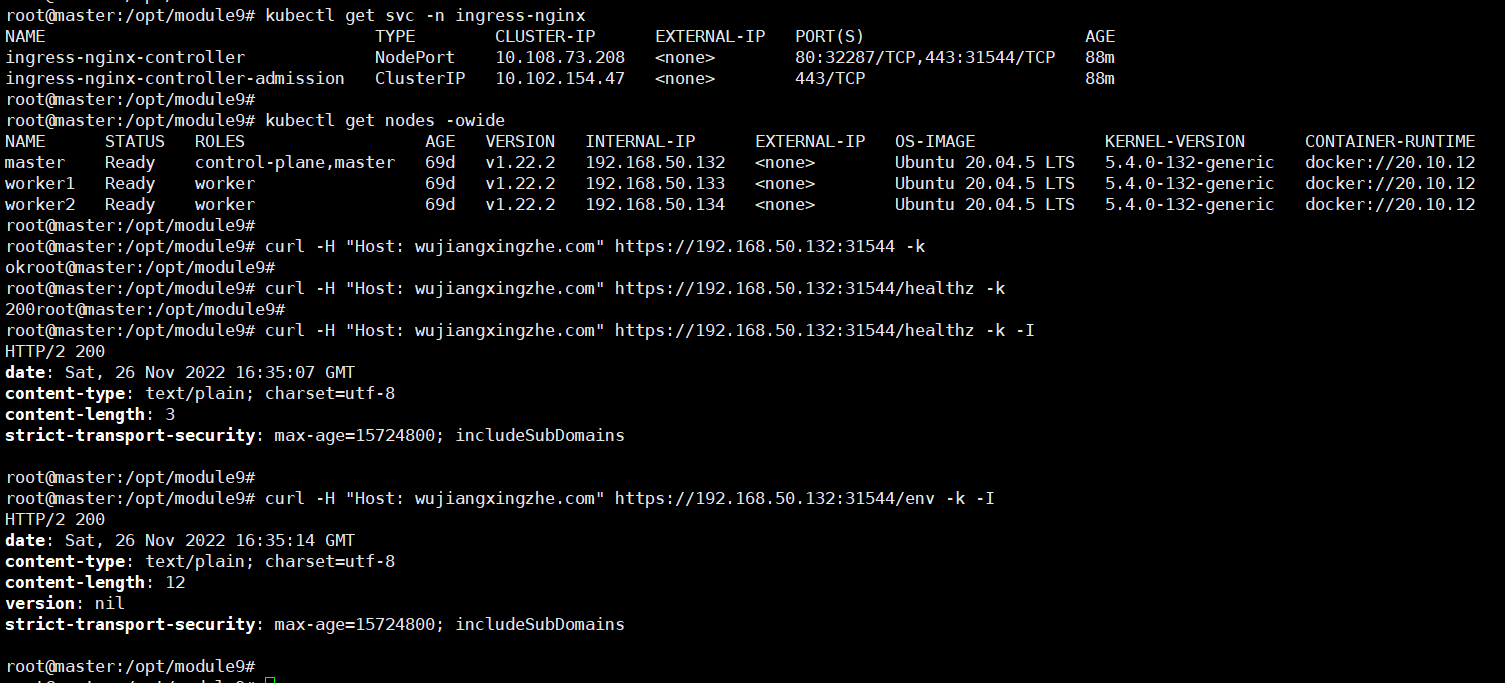 root@master:/opt/module9# kubectl get svc -n ingress-nginx
NAME TYPE CLUSTER-IP EXTERNAL-IP PORT(S) AGE
ingress-nginx-controller NodePort 10.108.73.208 <none> 80:32287/TCP,443:31544/TCP 88m
ingress-nginx-controller-admission ClusterIP 10.102.154.47 <none> 443/TCP 88m
root@master:/opt/module9#
root@master:/opt/module9# kubectl get nodes -owide
NAME STATUS ROLES AGE VERSION INTERNAL-IP EXTERNAL-IP OS-IMAGE KERNEL-VERSION CONTAINER-RUNTIME
master Ready control-plane,master 69d v1.22.2 192.168.50.132 <none> Ubuntu 20.04.5 LTS 5.4.0-132-generic docker://20.10.12
worker1 Ready worker 69d v1.22.2 192.168.50.133 <none> Ubuntu 20.04.5 LTS 5.4.0-132-generic docker://20.10.12
worker2 Ready worker 69d v1.22.2 192.168.50.134 <none> Ubuntu 20.04.5 LTS 5.4.0-132-generic docker://20.10.12
root@master:/opt/module9#
root@master:/opt/module9# curl -H "Host: wujiangxingzhe.com" https://192.168.50.132:31544 -k
okroot@master:/opt/module9#
root@master:/opt/module9# curl -H "Host: wujiangxingzhe.com" https://192.168.50.132:31544/healthz -k
200root@master:/opt/module9#
root@master:/opt/module9# curl -H "Host: wujiangxingzhe.com" https://192.168.50.132:31544/healthz -k -I
HTTP/2 200
date: Sat, 26 Nov 2022 16:35:07 GMT
content-type: text/plain; charset=utf-8
content-length: 3
strict-transport-security: max-age=15724800; includeSubDomains
root@master:/opt/module9#
root@master:/opt/module9# curl -H "Host: wujiangxingzhe.com" https://192.168.50.132:31544/env -k -I
HTTP/2 200
date: Sat, 26 Nov 2022 16:35:14 GMT
content-type: text/plain; charset=utf-8
content-length: 12
version: nil
strict-transport-security: max-age=15724800; includeSubDomains
root@master:/opt/module9#